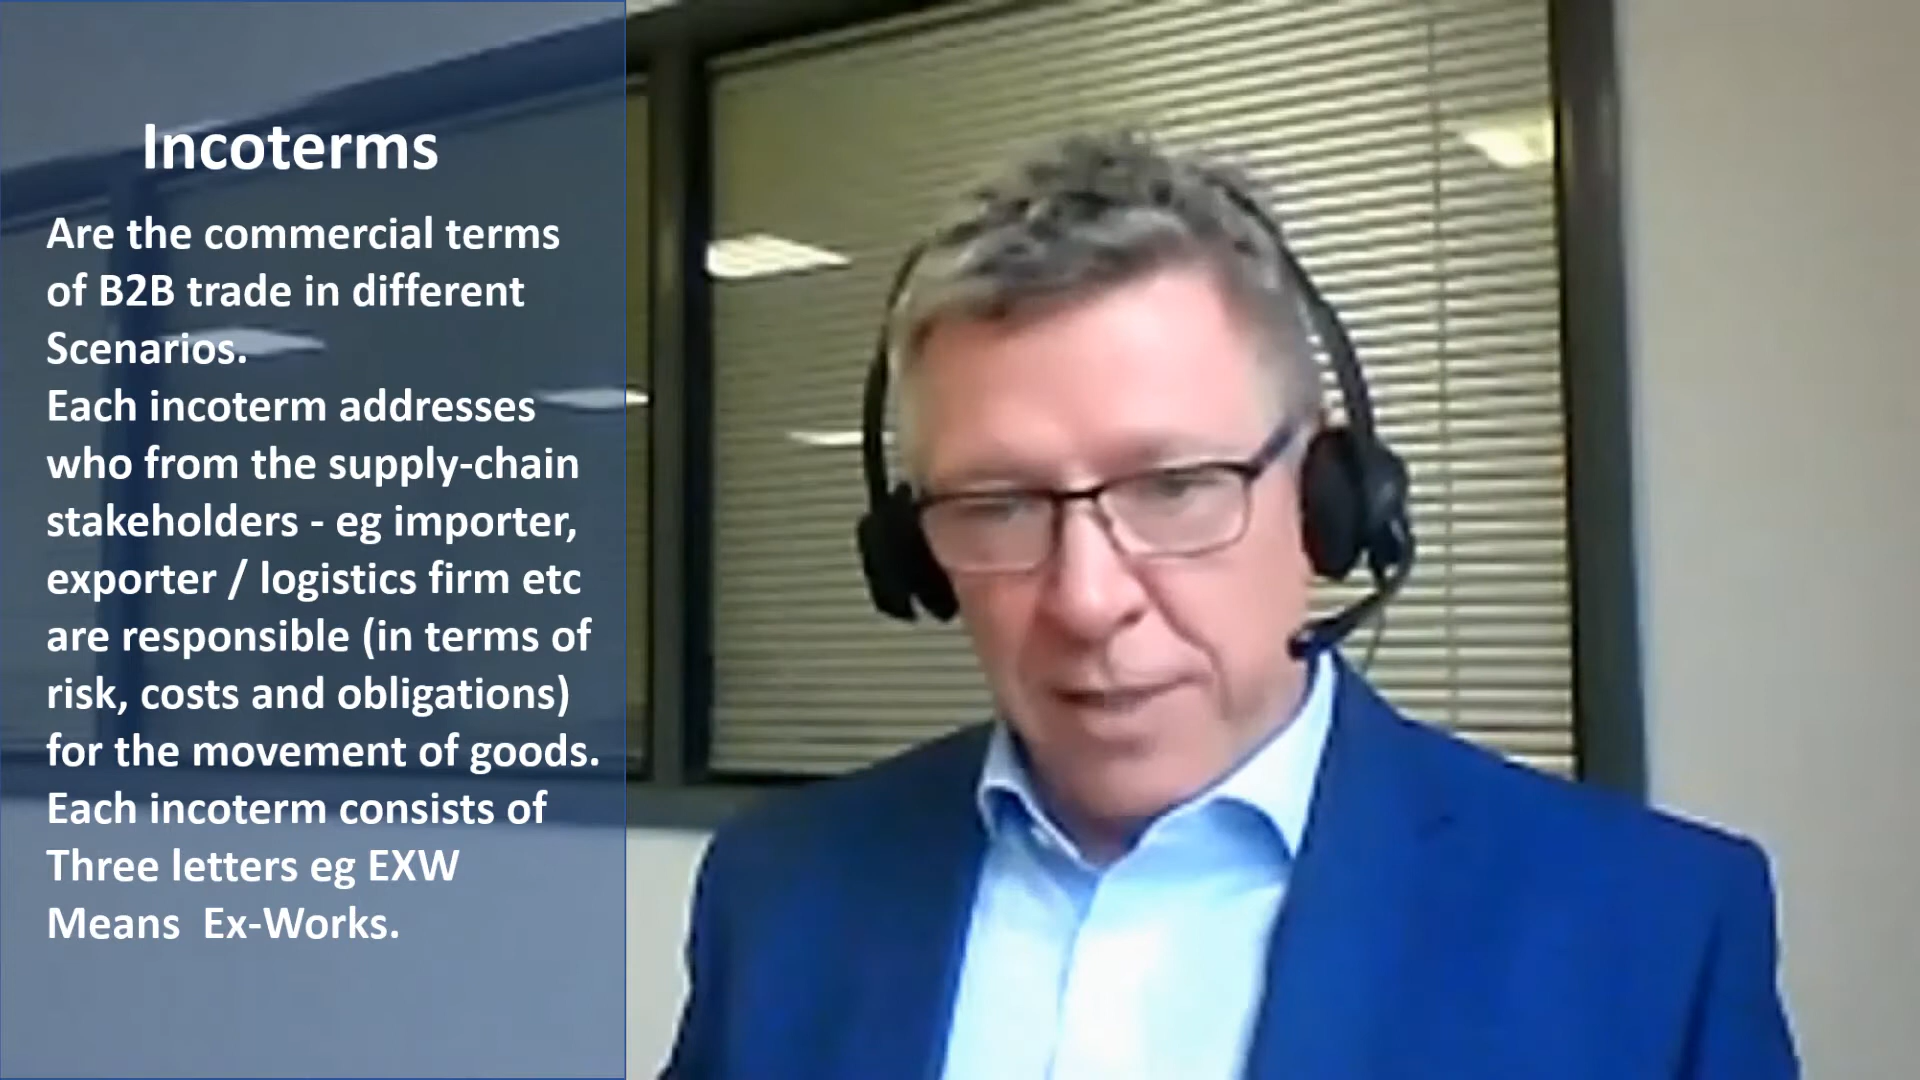 Incoterms
Are the commercial terms
of B2B trade in different
Scenarios.
Each incoterm addresses
who from the supply-chain
stakeholders - eg importer,
exporter / logistics firm etc
are responsible (in terms of
risk, costs and obligations)
for the movement of goods.
Each incoterm consists of
Three letters eg EXW
Means  Ex-Works.